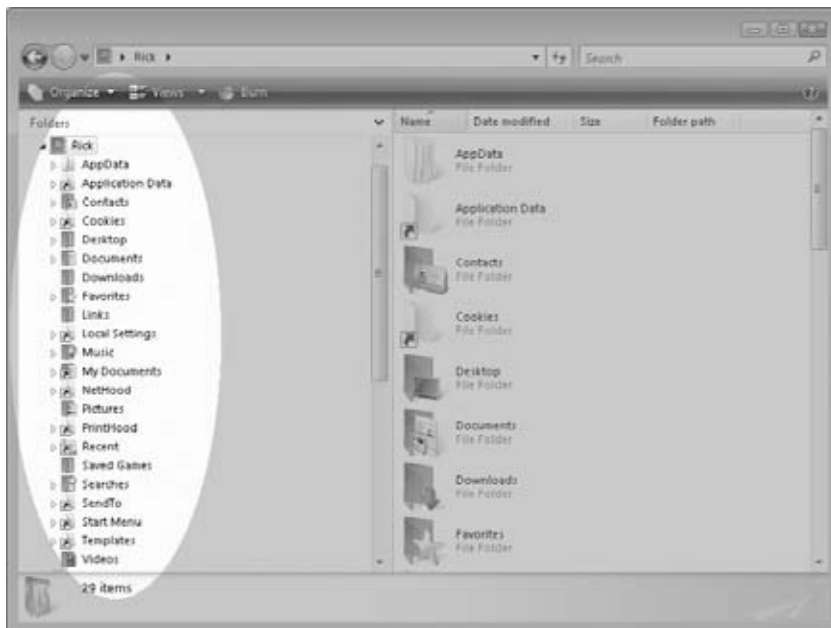 Rick
Search
Organize Views Burn
Folders
Name Date modified Size Folder path
Rick
AppData
Application Data
Contacts
Cookies
Desktop
Documents
Downloads
Favorites
Links
Local Settings
Music
My Documents
NetHood
Pictures
PrintHood
Recent
Saved Games
Searches
SendTo
Start Menu
Templates
Videos
AppData
File Folder
Application Data
File Folder
Contacts
File Folder
Cookies
File Folder
Desktop
File Folder
Documents
File Folder
Downloads
File Folder
Favorites
File Folder
29 items